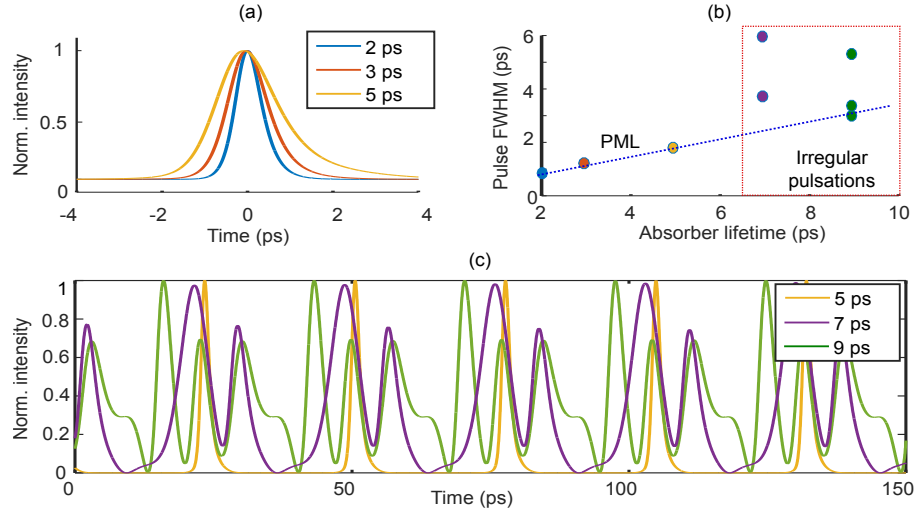 (a)
Norm. intensity
1
0.5
0
-4
-2
0
2
4
Time (ps)
2 ps
3 ps
5 ps
(b)
Pulse FWHM (ps)
6
4
2
0
2
4
6
8
10
Absorber lifetime (ps)
PML
Irregular
pulsations
(c)
Norm. intensity
1
0.8
0.6
0.4
0.2
0
0
50
100
150
Time (ps)
5 ps
7 ps
9 ps